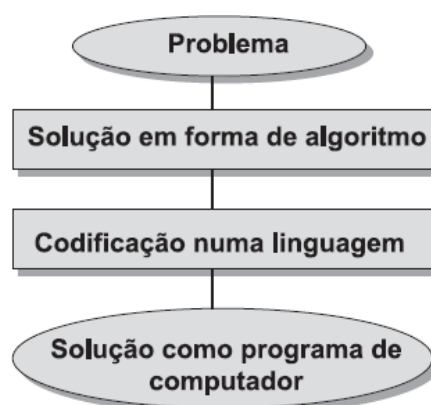 Problema
Solução em forma de algoritmo
Codificação numa linguagem
Solução como programa de
computador